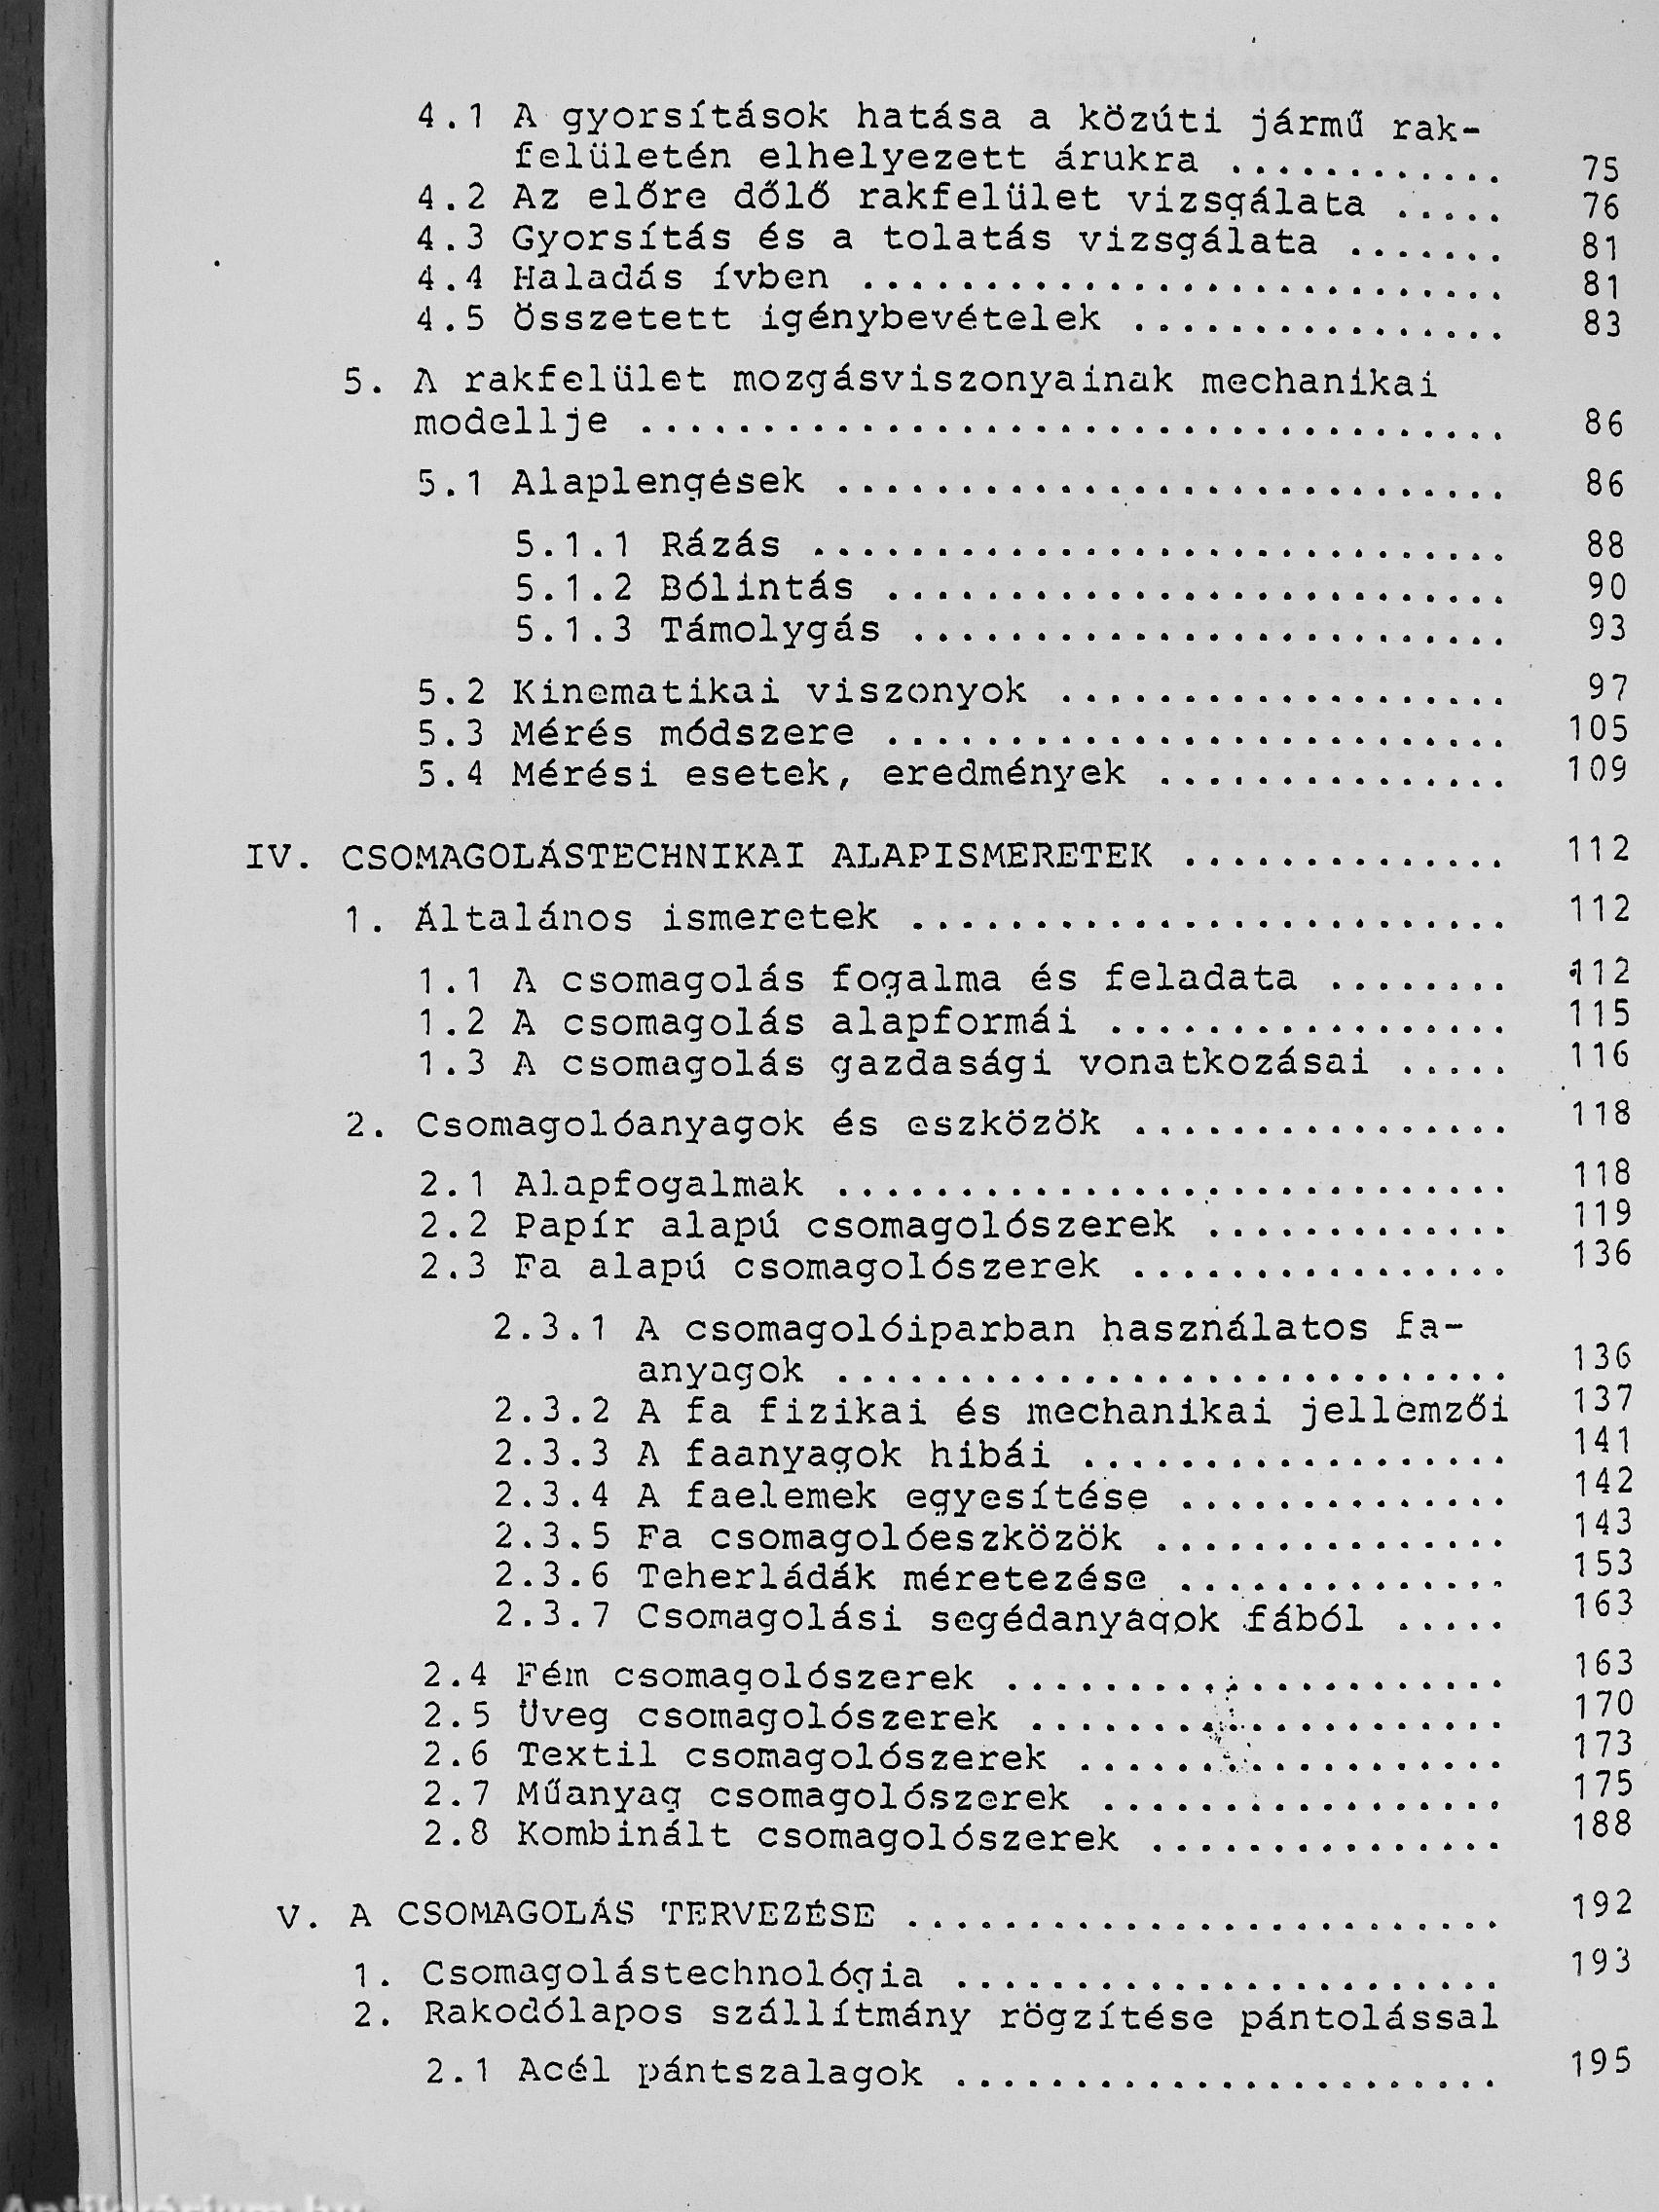 4.1 A gyorsítások hatása a közúti jármű rak-
felületén elhelyezett árukra ............ 75
4.2 Az előre dőlő rakfelület vizsgálata ..... 76
4.3 Gyorsítás és a tolatás vizsgálata ....... 81
4.4 Haladás ívben ........................... 81
4.5 Összetett igénybevételek ................ 83
5. A rakfelület mozgásviszonyainak mechanikai
modellje .................................... 86
5.1 Alaplengések ............................ 86
5.1.1 Rázás ............................. 88
5.1.2 Bólintás .......................... 90
5.1.3 Támolygás ......................... 93
5.2 Kinematikai viszonyok ................... 97
5.3 Mérés módszere .......................... 105
5.4 Mérési esetek, eredmények ............... 109
IV. CSOMAGOLÁSTECHNIKAI ALAPISMERETEK .............. 112
1. Általános ismeretek ......................... 112
1.1 A csomagolás fogalma és feladata ........ 112
1.2 A csomagolás alapformái ................. 115
1.3 A csomagolás gazdasági vonatkozásai ..... 116
2. Csomagolóanyagok és eszközök ................ 118
2.1 Alapfogalmak ............................ 118
2.2 Papír alapú csomagolószerek ............. 119
2.3 Fa alapú csomagolószerek ................ 136
2.3.1 A csomagolóiparban használatos fa-
anyagok ............................ 136
2.3.2 A fa fizikai és mechanikai jellemzői 137
2.3.3 A faanyagok hibái .................. 141
2.3.4 A faelemek egyesítése .............. 142
2.3.5 Fa csomagolóeszközök ............... 143
2.3.6 Teherládák méretezése .............. 153
2.3.7 Csomagolási segédanyagok fából ..... 163
2.4 Fém csomagolószerek ..................... 163
2.5 Üveg csomagolószerek .................... 170
2.6 Textil csomagolószerek .................. 173
2.7 Műanyag csomagolószerek ................. 175
2.8 Kombinált csomagolószerek ............... 188
V. A CSOMAGOLÁS TERVEZÉSE ......................... 192
1. Csomagolástechnológia ....................... 193
2. Rakodólapos szállítmány rögzítése pántolással
2.1 Acél pántszalagok ....................... 195